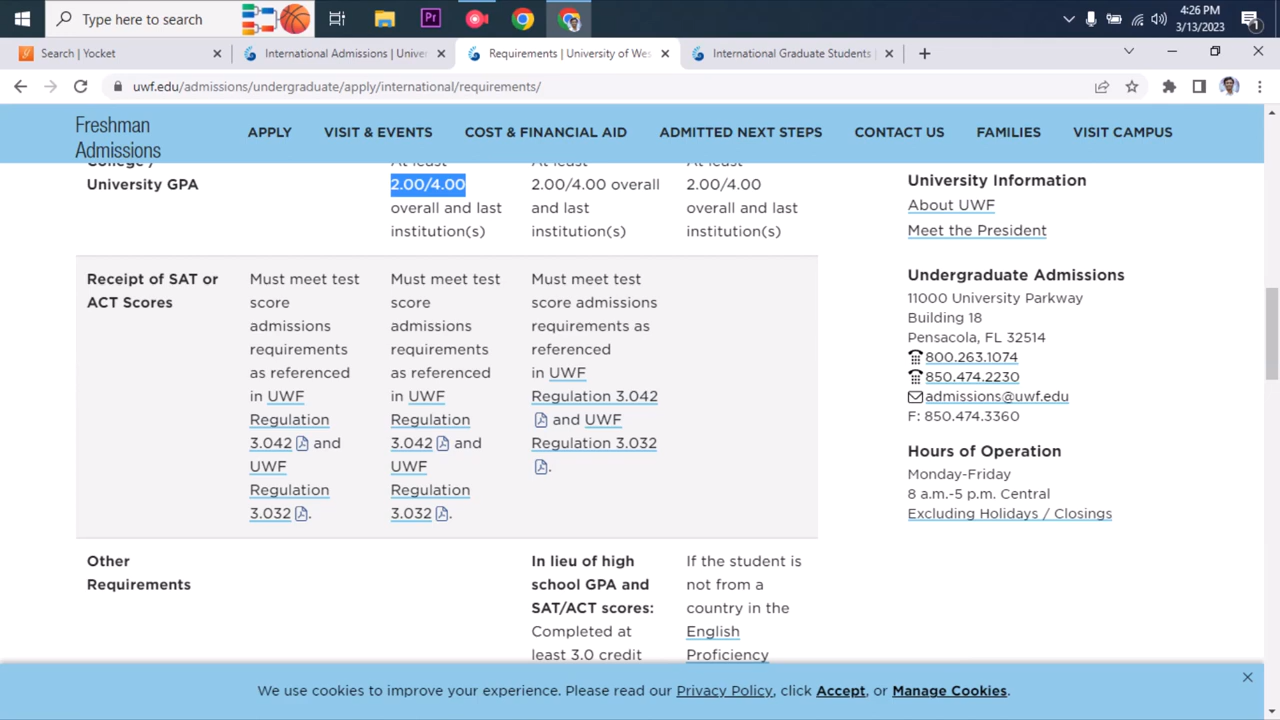 Type here to search
Pr
4:26 PM
3/13/2023
Search | Yocket
International Admissions | Unive
Requirements | University of Wes
International Graduate Students |
uwf.edu/admissions/undergraduate/apply/international/requirements/
Freshman
Admissions
APPLY
VISIT & EVENTS
COST & FINANCIAL AID
ADMITTED NEXT STEPS
CONTACT US
FAMILIES
VISIT CAMPUS
College /
University GPA
At least
2.00/4.00
overall and last
institution(s)
At least
2.00/4.00 overall
and last
institution(s)
At least
2.00/4.00
overall and last
institution(s)
Receipt of SAT or
ACT Scores
Must meet test
score
admissions
requirements
as referenced
in UWF
Regulation
3.042 and
UWF
Regulation
3.032 .
Must meet test
score
admissions
requirements
as referenced
in UWF
Regulation
3.042 and
UWF
Regulation
3.032 .
Must meet test
score admissions
requirements as
referenced
in UWF
Regulation 3.042
and UWF
Regulation 3.032
.
Other
Requirements
In lieu of high
school GPA and
SAT/ACT scores:
Completed at
least 3.0 credit
If the student is
not from a
country in the
English
Proficiency
University Information
About UWF
Meet the President
Undergraduate Admissions
11000 University Parkway
Building 18
Pensacola, FL 32514
800.263.1074
850.474.2230
admissions@uwf.edu
F: 850.474.3360
Hours of Operation
Monday-Friday
8 a.m.-5 p.m. Central
Excluding Holidays / Closings
We use cookies to improve your experience. Please read our Privacy Policy, click Accept, or Manage Cookies.